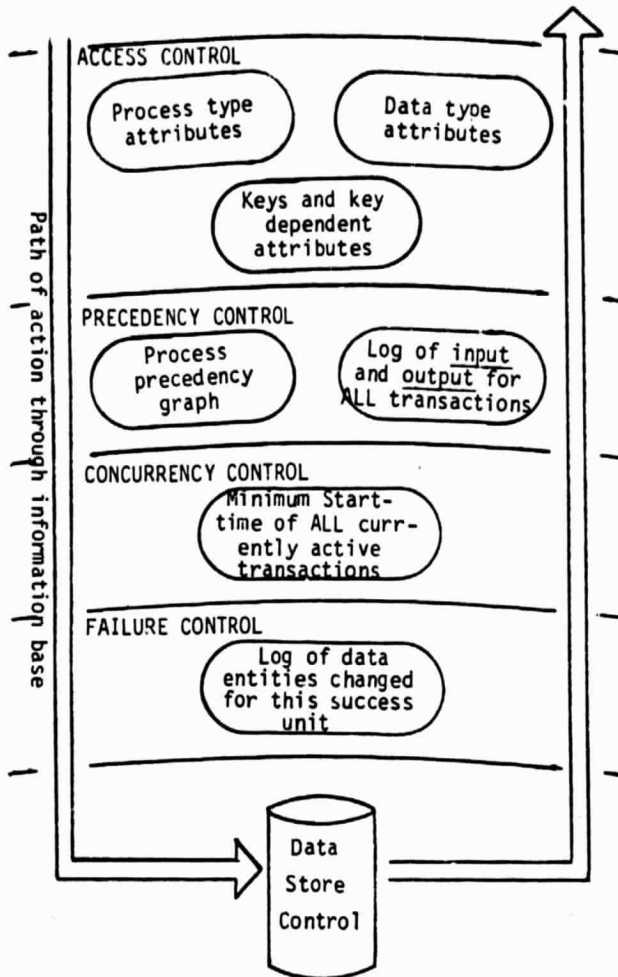 ACCESS CONTROL
Process type
attributes
Data type
attributes
Keys and key
dependent
attributes
Path of action through information base
PRECEDENCY CONTROL
Process
precedency
graph
Log of input
and output for
ALL transactions
CONCURRENCY CONTROL
Minimum Start-
time of ALL curr-
ently active
transactions
FAILURE CONTROL
Log of data
entities changed
for this success
unit
Data
Store
Control